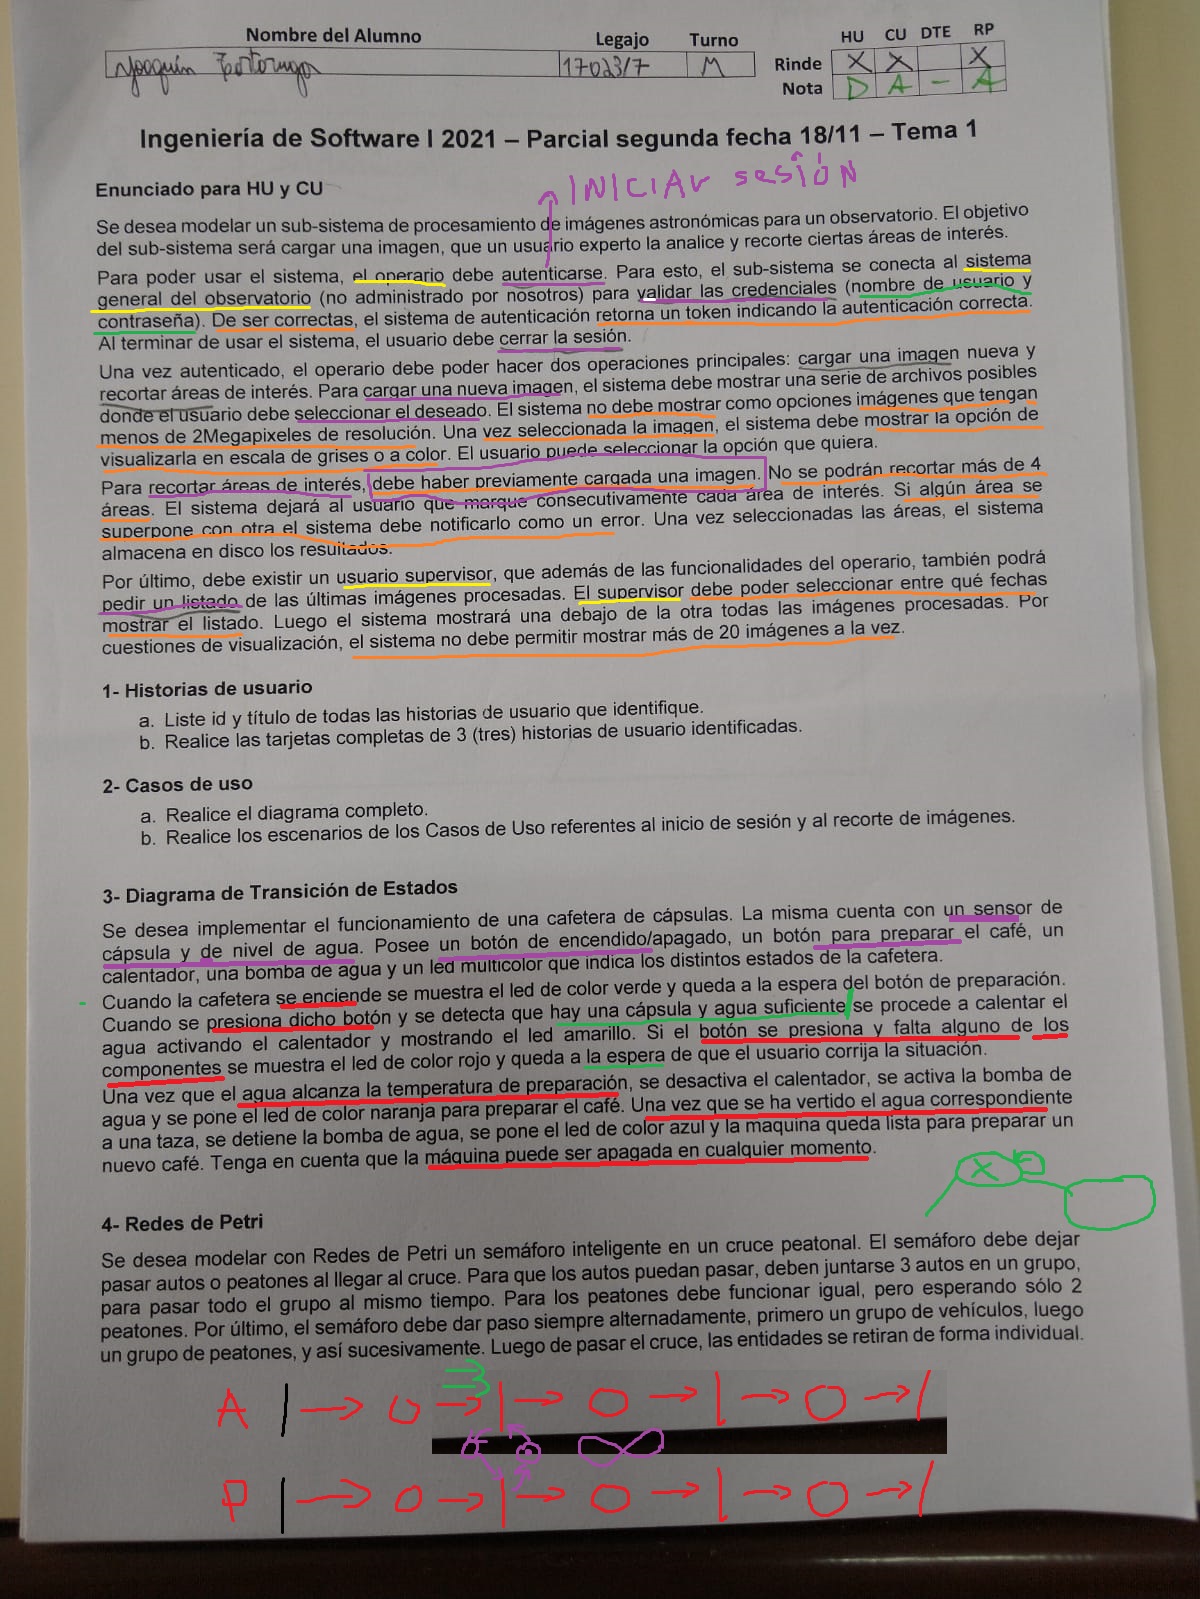 Nombre del Alumno Legajo Turno HU CU DTE RP
Joaquín 17023/7 M Rinde X X X
Nota D A - A
Ingeniería de Software I 2021 – Parcial segunda fecha 18/11 – Tema 1
INICIAr sesión
Enunciado para HU y CU
Se desea modelar un sub-sistema de procesamiento de imágenes astronómicas para un observatorio. El objetivo
del sub-sistema será cargar una imagen, que un usuario experto la analice y recorte ciertas áreas de interés.
Para poder usar el sistema, el operario debe autenticarse. Para esto, el sub-sistema se conecta al sistema
general del observatorio (no administrado por nosotros) para validar las credenciales (nombre de usuario y
contraseña). De ser correctas, el sistema de autenticación retorna un token indicando la autenticación correcta.
Al terminar de usar el sistema, el usuario debe cerrar la sesión.
Una vez autenticado, el operario debe poder hacer dos operaciones principales: cargar una imagen nueva y
recortar áreas de interés. Para cargar una nueva imagen, el sistema debe mostrar una serie de archivos posibles
donde el usuario debe seleccionar el deseado. El sistema no debe mostrar como opciones imágenes que tengan
menos de 2Megapixeles de resolución. Una vez seleccionada la imagen, el sistema debe mostrar la opción de
visualizarla en escala de grises o a color. El usuario puede seleccionar la opción que quiera.
Para recortar áreas de interés, debe haber previamente cargada una imagen. No se podrán recortar más de 4
áreas. El sistema dejará al usuario que marque consecutivamente cada área de interés. Si algún área se
superpone con otra el sistema debe notificarlo como un error. Una vez seleccionadas las áreas, el sistema
almacena en disco los resultados.
Por último, debe existir un usuario supervisor, que además de las funcionalidades del operario, también podrá
pedir un listado de las últimas imágenes procesadas. El supervisor debe poder seleccionar entre qué fechas
mostrar el listado. Luego el sistema mostrará una debajo de la otra todas las imágenes procesadas. Por
cuestiones de visualización, el sistema no debe permitir mostrar más de 20 imágenes a la vez.
1- Historias de usuario
a. Liste id y título de todas las historias de usuario que identifique.
b. Realice las tarjetas completas de 3 (tres) historias de usuario identificadas.
2- Casos de uso
a. Realice el diagrama completo.
b. Realice los escenarios de los Casos de Uso referentes al inicio de sesión y al recorte de imágenes.
3- Diagrama de Transición de Estados
Se desea implementar el funcionamiento de una cafetera de cápsulas. La misma cuenta con un sensor de
cápsula y de nivel de agua. Posee un botón de encendido/apagado, un botón para preparar el café, un
calentador, una bomba de agua y un led multicolor que indica los distintos estados de la cafetera.
Cuando la cafetera se enciende se muestra el led de color verde y queda a la espera del botón de preparación.
Cuando se presiona dicho botón y se detecta que hay una cápsula y agua suficiente se procede a calentar el
agua activando el calentador y mostrando el led amarillo. Si el botón se presiona y falta alguno de los
componentes se muestra el led de color rojo y queda a la espera de que el usuario corrija la situación.
Una vez que el agua alcanza la temperatura de preparación, se desactiva el calentador, se activa la bomba de
agua y se pone el led de color naranja para preparar el café. Una vez que se ha vertido el agua correspondiente
a una taza, se detiene la bomba de agua, se pone el led de color azul y la maquina queda lista para preparar un
nuevo café. Tenga en cuenta que la máquina puede ser apagada en cualquier momento.
X
4- Redes de Petri
Se desea modelar con Redes de Petri un semáforo inteligente en un cruce peatonal. El semáforo debe dejar
pasar autos o peatones al llegar al cruce. Para que los autos puedan pasar, deben juntarse 3 autos en un grupo,
para pasar todo el grupo al mismo tiempo. Para los peatones debe funcionar igual, pero esperando sólo 2
peatones. Por último, el semáforo debe dar paso siempre alternadamente, primero un grupo de vehículos, luego
un grupo de peatones, y así sucesivamente. Luego de pasar el cruce, las entidades se retiran de forma individual.
A
P